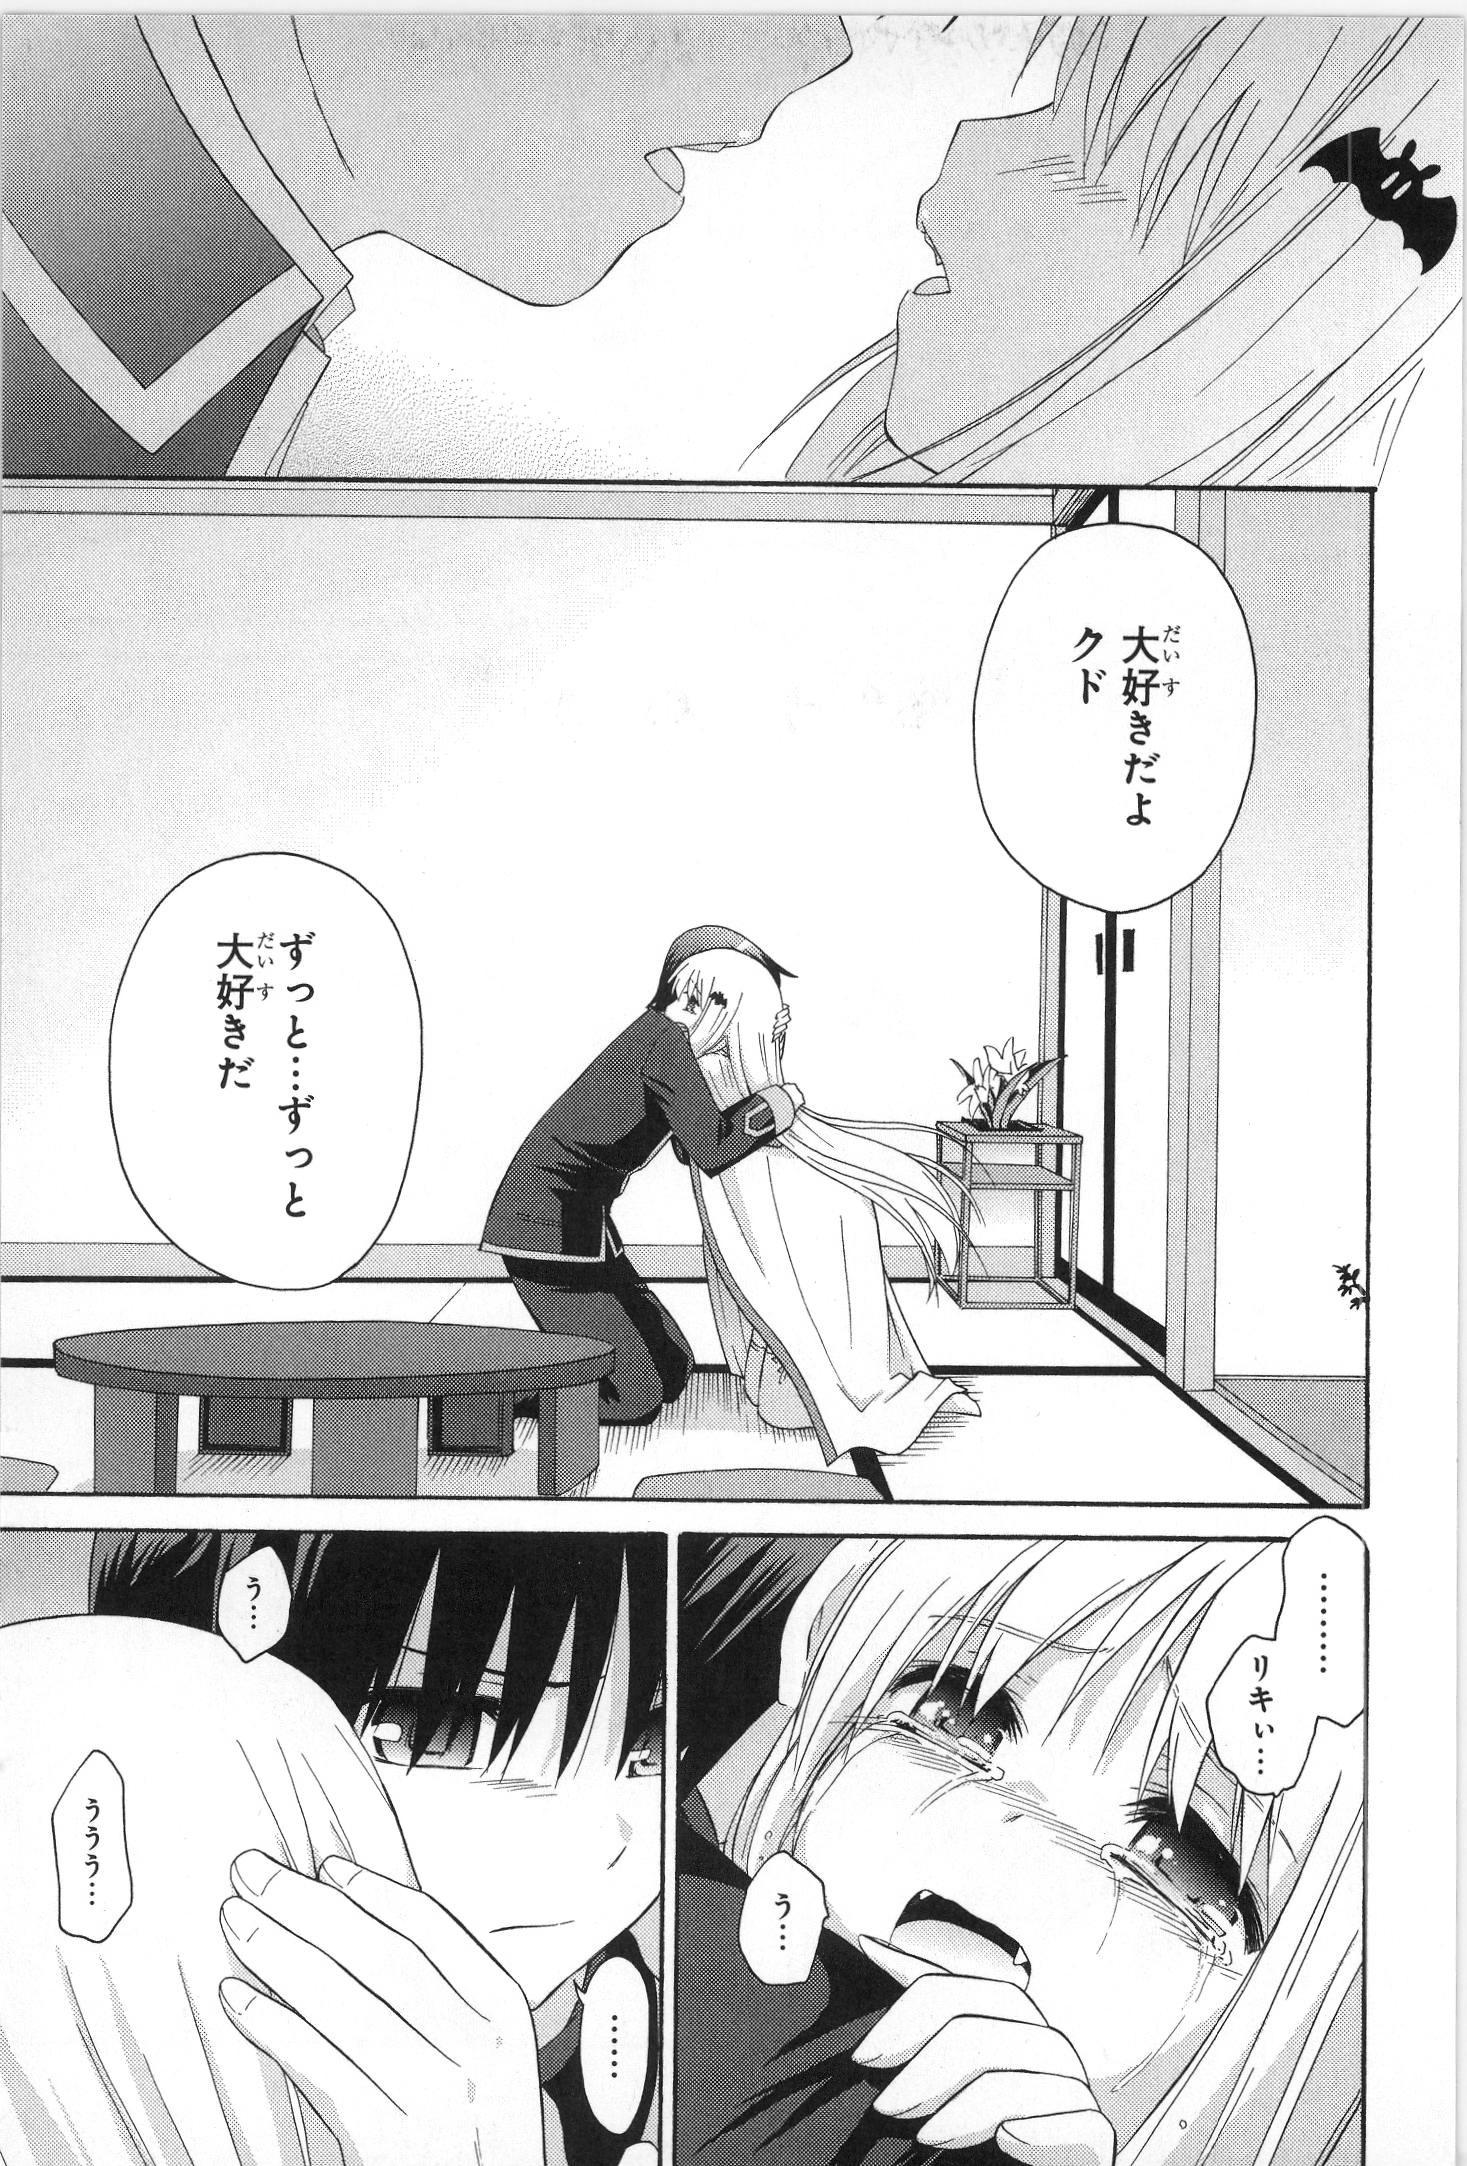 大好きだよ
クド
ずっと…ずっと
大好きだ
………
リキぃ…
う…
う…
……
ううう…